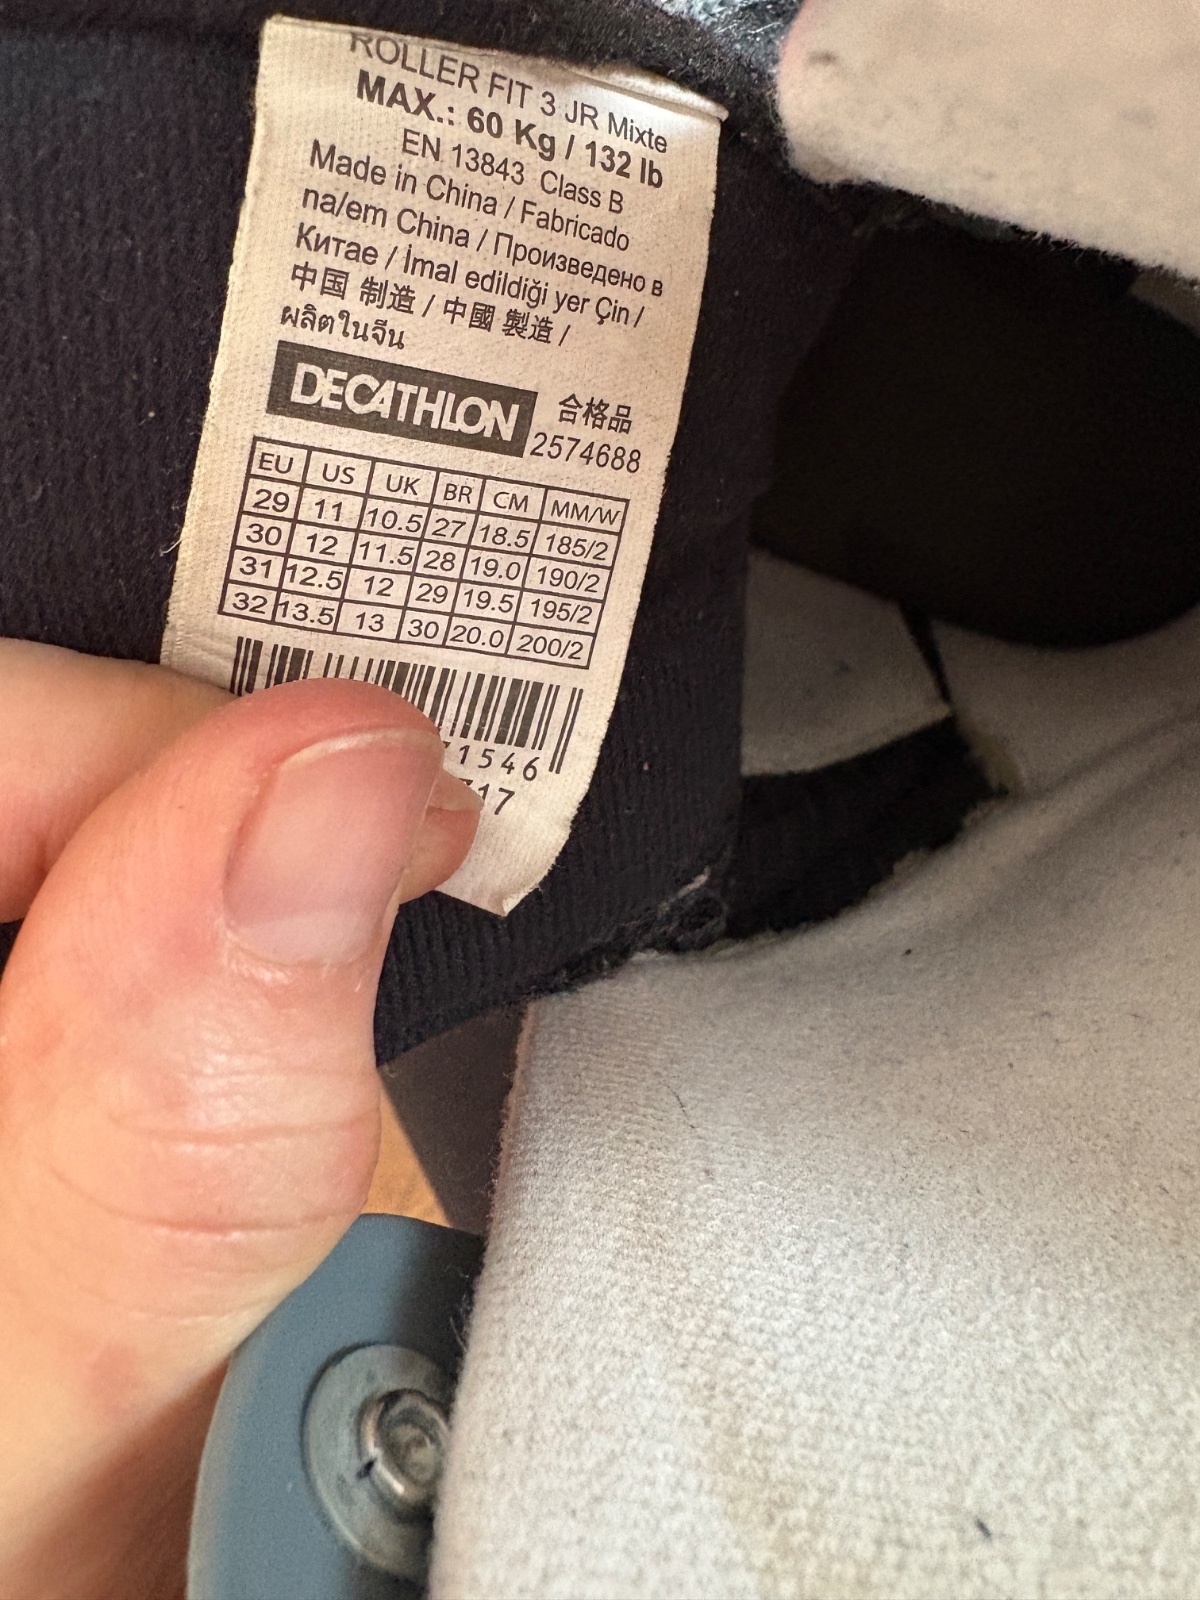 ROLLER FIT 3 JR Mixte
MAX.: 60 Kg / 132 lb
EN 13843 Class B
Made in China / Fabricado
na/em China / Произведено в
Китае / İmal edildiği yer Çin /
中国 制造 / 中國 製造 /
ผลิตในจีน
DECATHLON 合格品
2574688
EU US UK BR CM MM/W
29 11 10.5 27 18.5 185/2
30 12 11.5 28 19.0 190/2
31 12.5 12 29 19.5 195/2
32 13.5 13 30 20.0 200/2
1546
17